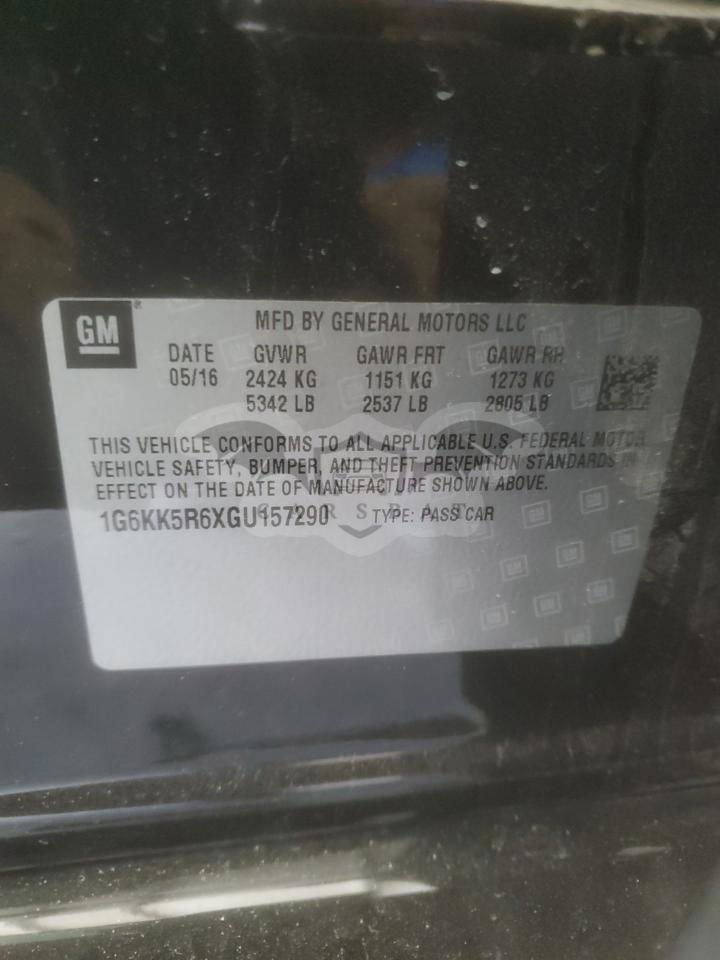 GM
MFD BY GENERAL MOTORS LLC
DATE GVWR GAWR FRT GAWR RR
05/16 2424 KG 1151 KG 1273 KG
5342 LB 2537 LB 2805 LB
THIS VEHICLE CONFORMS TO ALL APPLICABLE U.S. FEDERAL MOTOR
VEHICLE SAFETY, BUMPER, AND THEFT PREVENTION STANDARDS IN
EFFECT ON THE DATE OF MANUFACTURE SHOWN ABOVE.
1G6KK5R6XGU157290 TYPE: PASS CAR